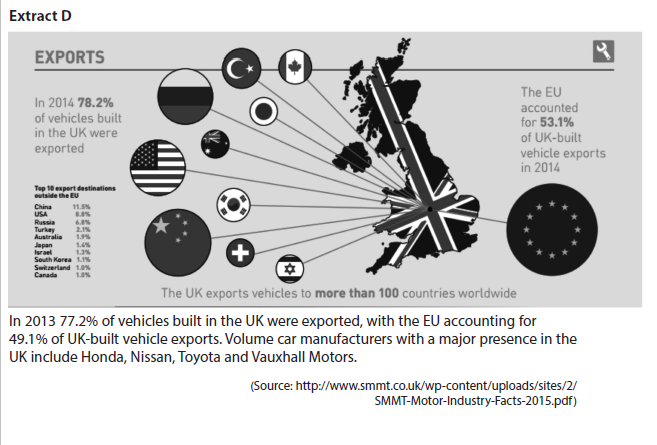 Extract D
EXPORTS
In 2014 78.2%
of vehicles built
in the UK were
exported
The EU
accounted
for 53.1%
of UK-built
vehicle exports
in 2014
Top 10 export destinations
outside the EU
China 11.5%
USA 8.8%
Russia 6.8%
Turkey 2.1%
Australia 1.9%
Japan 1.4%
Israel 1.3%
South Korea 1.1%
Switzerland 1.0%
Canada 1.0%
The UK exports vehicles to more than 100 countries worldwide
In 2013 77.2% of vehicles built in the UK were exported, with the EU accounting for
49.1% of UK-built vehicle exports. Volume car manufacturers with a major presence in the
UK include Honda, Nissan, Toyota and Vauxhall Motors.
(Source: http://www.smmt.co.uk/wp-content/uploads/sites/2/
SMMT-Motor-Industry-Facts-2015.pdf)